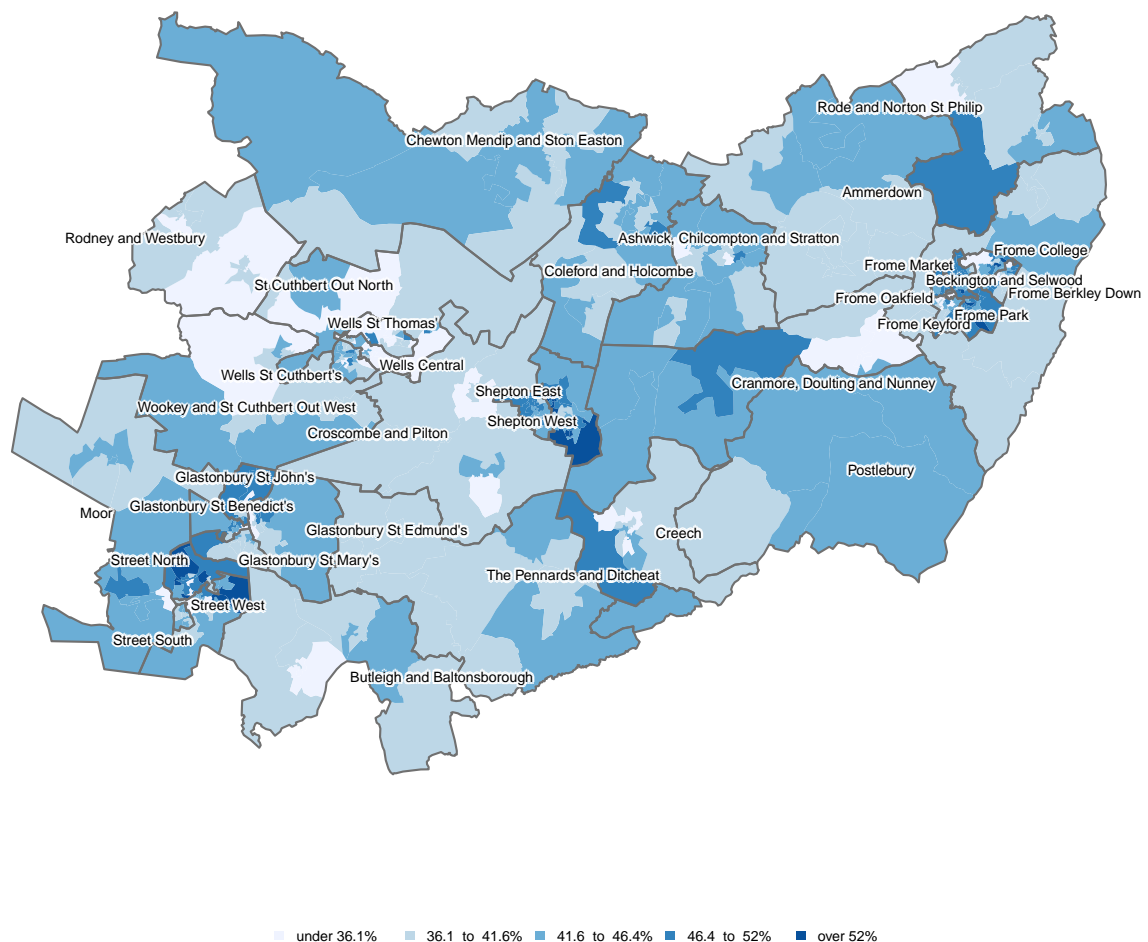 Rode and Norton St Philip
Chewton Mendip and Ston Easton
Ammerdown
Rodney and Westbury
Ashwick, Chilcompton and Stratton
Frome College
Frome Market
Coleford and Holcombe
Beckington and Selwood
St Cuthbert Out North
Frome Berkley Down
Frome Oakfield
Frome Park
Wells St Thomas'
Frome Keyford
Wells Central
Wells St Cuthbert's
Cranmore, Doulting and Nunney
Shepton East
Wookey and St Cuthbert Out West
Shepton West
Croscombe and Pilton
Postlebury
Glastonbury St John's
Glastonbury St Benedict's
Moor
Glastonbury St Edmund's
Creech
Street North
Glastonbury St Mary's
The Pennards and Ditcheat
Street West
Street South
Butleigh and Baltonsborough
under 36.1% 36.1 to 41.6% 41.6 to 46.4% 46.4 to 52% over 52%